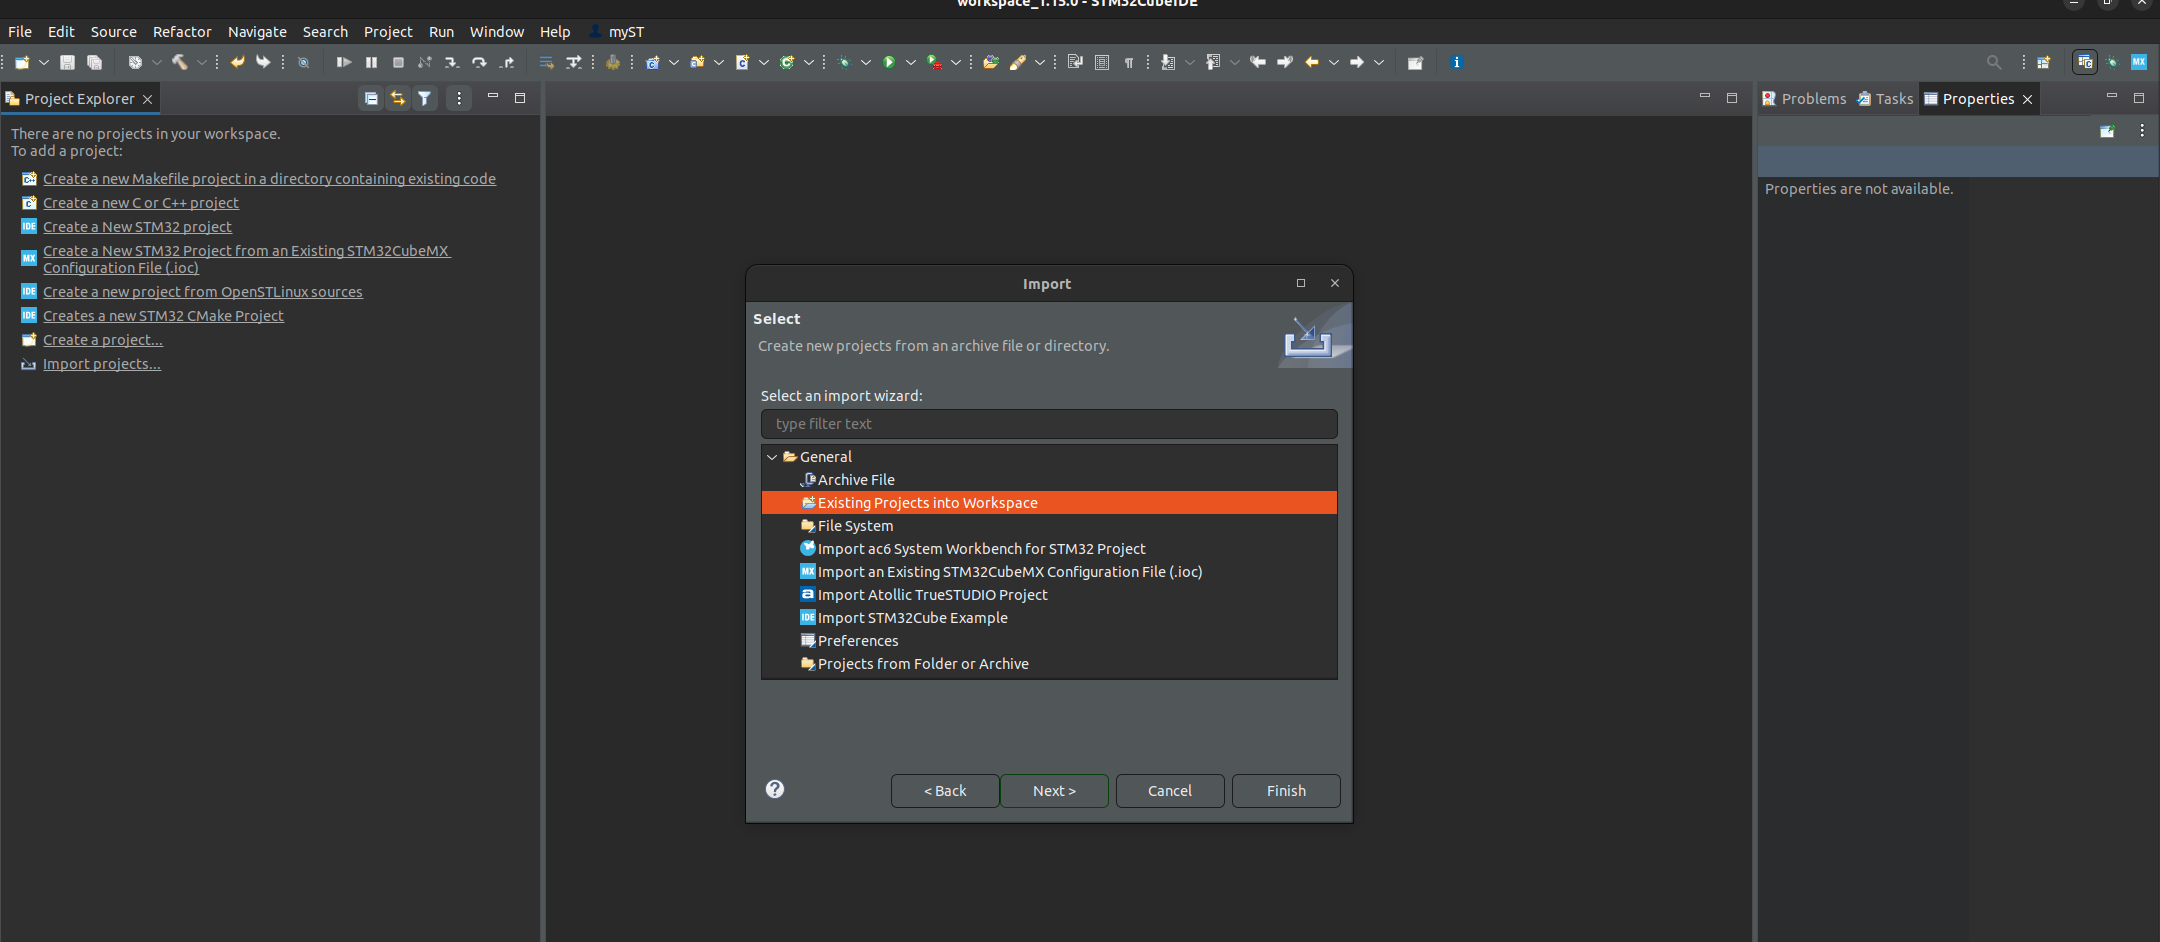 workspace_1.15.0 - STM32CubeIDE
File Edit Source Refactor Navigate Search Project Run Window Help myST
Project Explorer
Problems Tasks Properties
There are no projects in your workspace.
To add a project:
Create a new Makefile project in a directory containing existing code
Create a new C or C++ project
Create a New STM32 project
Create a New STM32 Project from an Existing STM32CubeMX
Configuration File (.ioc)
Create a new project from OpenSTLinux sources
Creates a new STM32 CMake Project
Create a project...
Import projects...
Properties are not available.
Import
Select
Create new projects from an archive file or directory.
Select an import wizard:
type filter text
General
Archive File
Existing Projects into Workspace
File System
Import ac6 System Workbench for STM32 Project
Import an Existing STM32CubeMX Configuration File (.ioc)
Import Atollic TrueSTUDIO Project
Import STM32Cube Example
Preferences
Projects from Folder or Archive
< Back Next > Cancel Finish